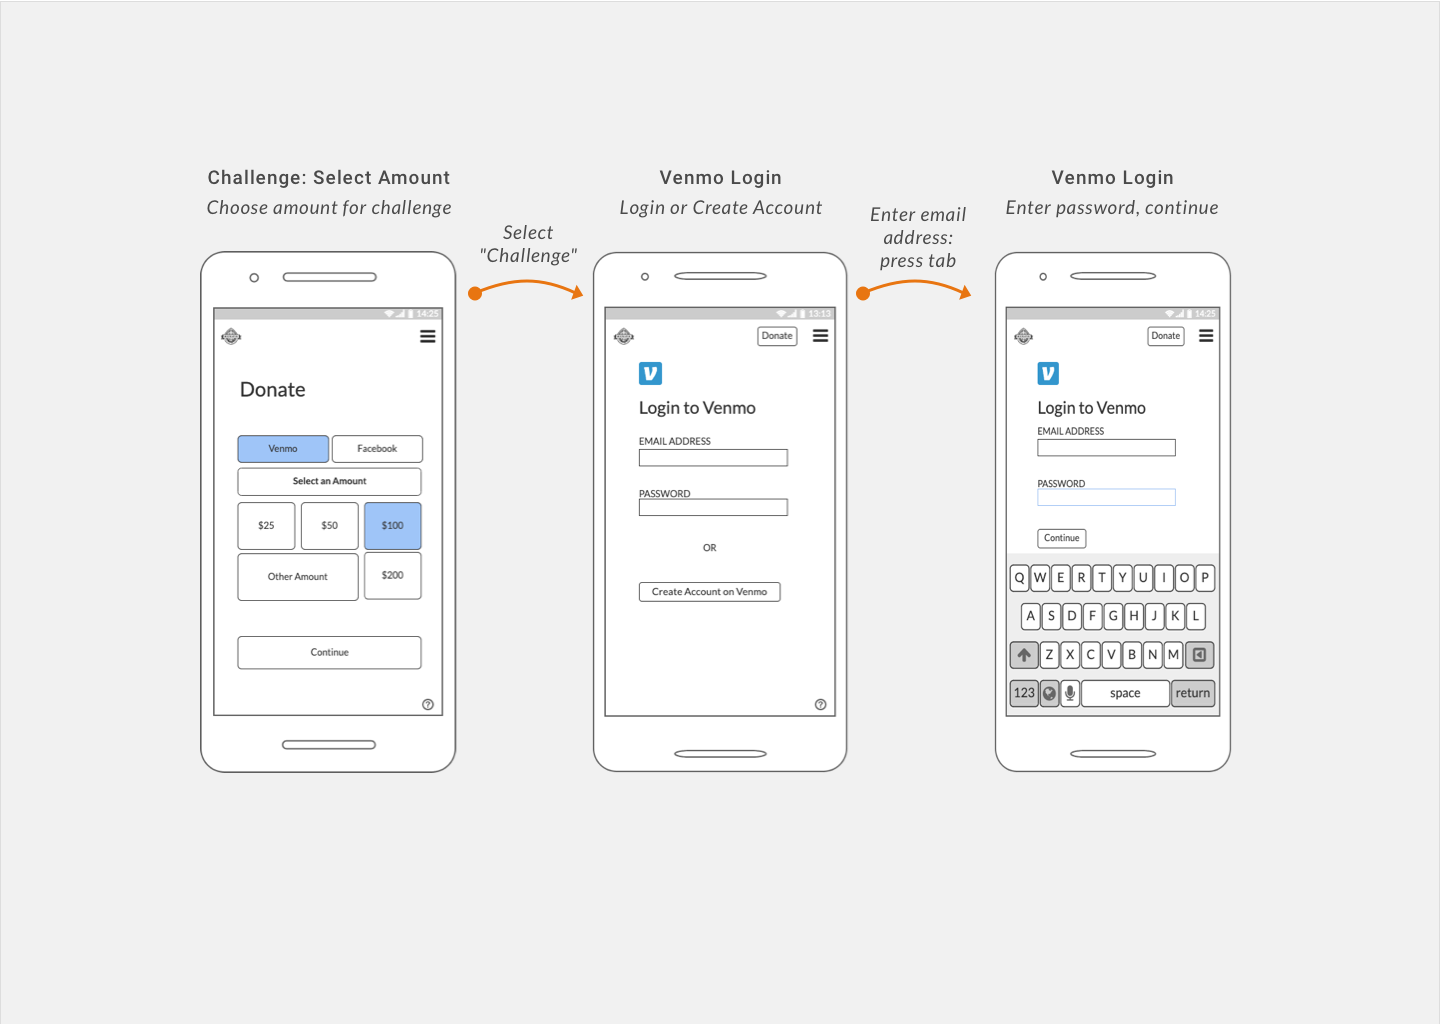 Challenge: Select Amount
Choose amount for challenge
Select
"Challenge"
14:25
Donate
Venmo
Facebook
Select an Amount
$25
$50
$100
Other Amount
$200
Continue
?
Venmo Login
Login or Create Account
Enter email
address:
press tab
13:13
Donate
V
Login to Venmo
EMAIL ADDRESS
PASSWORD
OR
Create Account on Venmo
?
Venmo Login
Enter password, continue
14:25
Donate
V
Login to Venmo
EMAIL ADDRESS
PASSWORD
Continue
Q W E R T Y U I O P
A S D F G H J K L
Z X C V B N M
123 space return